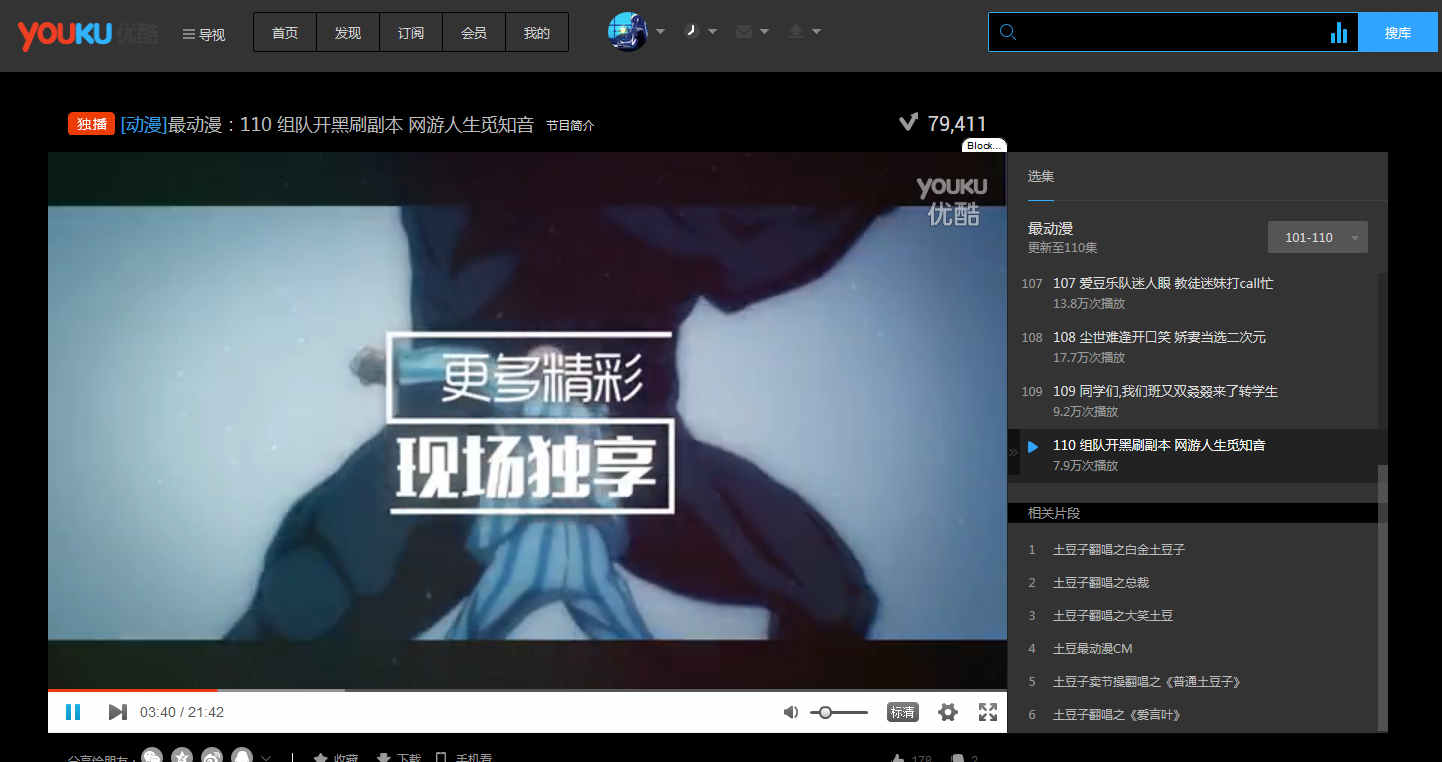 YOUKU 优酷
导视
首页 发现 订阅 会员 我的
搜库
独播 [动漫]最动漫：110 组队开黑刷副本 网游人生觅知音 节目简介
79,411
Block...
YOUKU
优酷
更多精彩
现场独享
03:40 / 21:42
标清
选集
最动漫
更新至110集
101-110
107 107 爱豆乐队迷人眼 教徒迷妹打call忙
13.8万次播放
108 108 尘世难逢开口笑 娇妻当选二次元
17.7万次播放
109 109 同学们,我们班又双叒叕来了转学生
9.2万次播放
110 组队开黑刷副本 网游人生觅知音
7.9万次播放
相关片段
1 土豆子翻唱之白金土豆子
2 土豆子翻唱之总裁
3 土豆子翻唱之大笑土豆
4 土豆最动漫CM
5 土豆子卖节操翻唱之《普通土豆子》
6 土豆子翻唱之《爱言叶》
分享给朋友: 收藏 下载 手机看
178 2